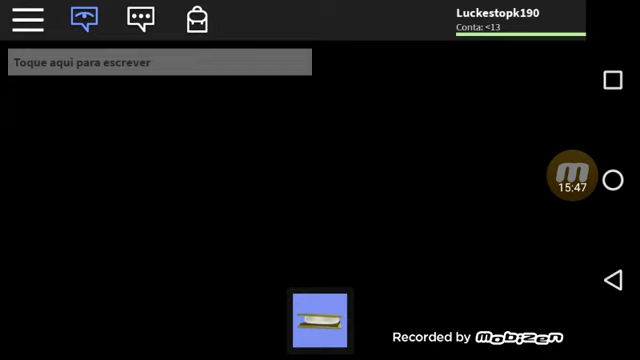 Luckestopk190
Conta: <13
Toque aqui para escrever
15:47
Recorded by Mobizen